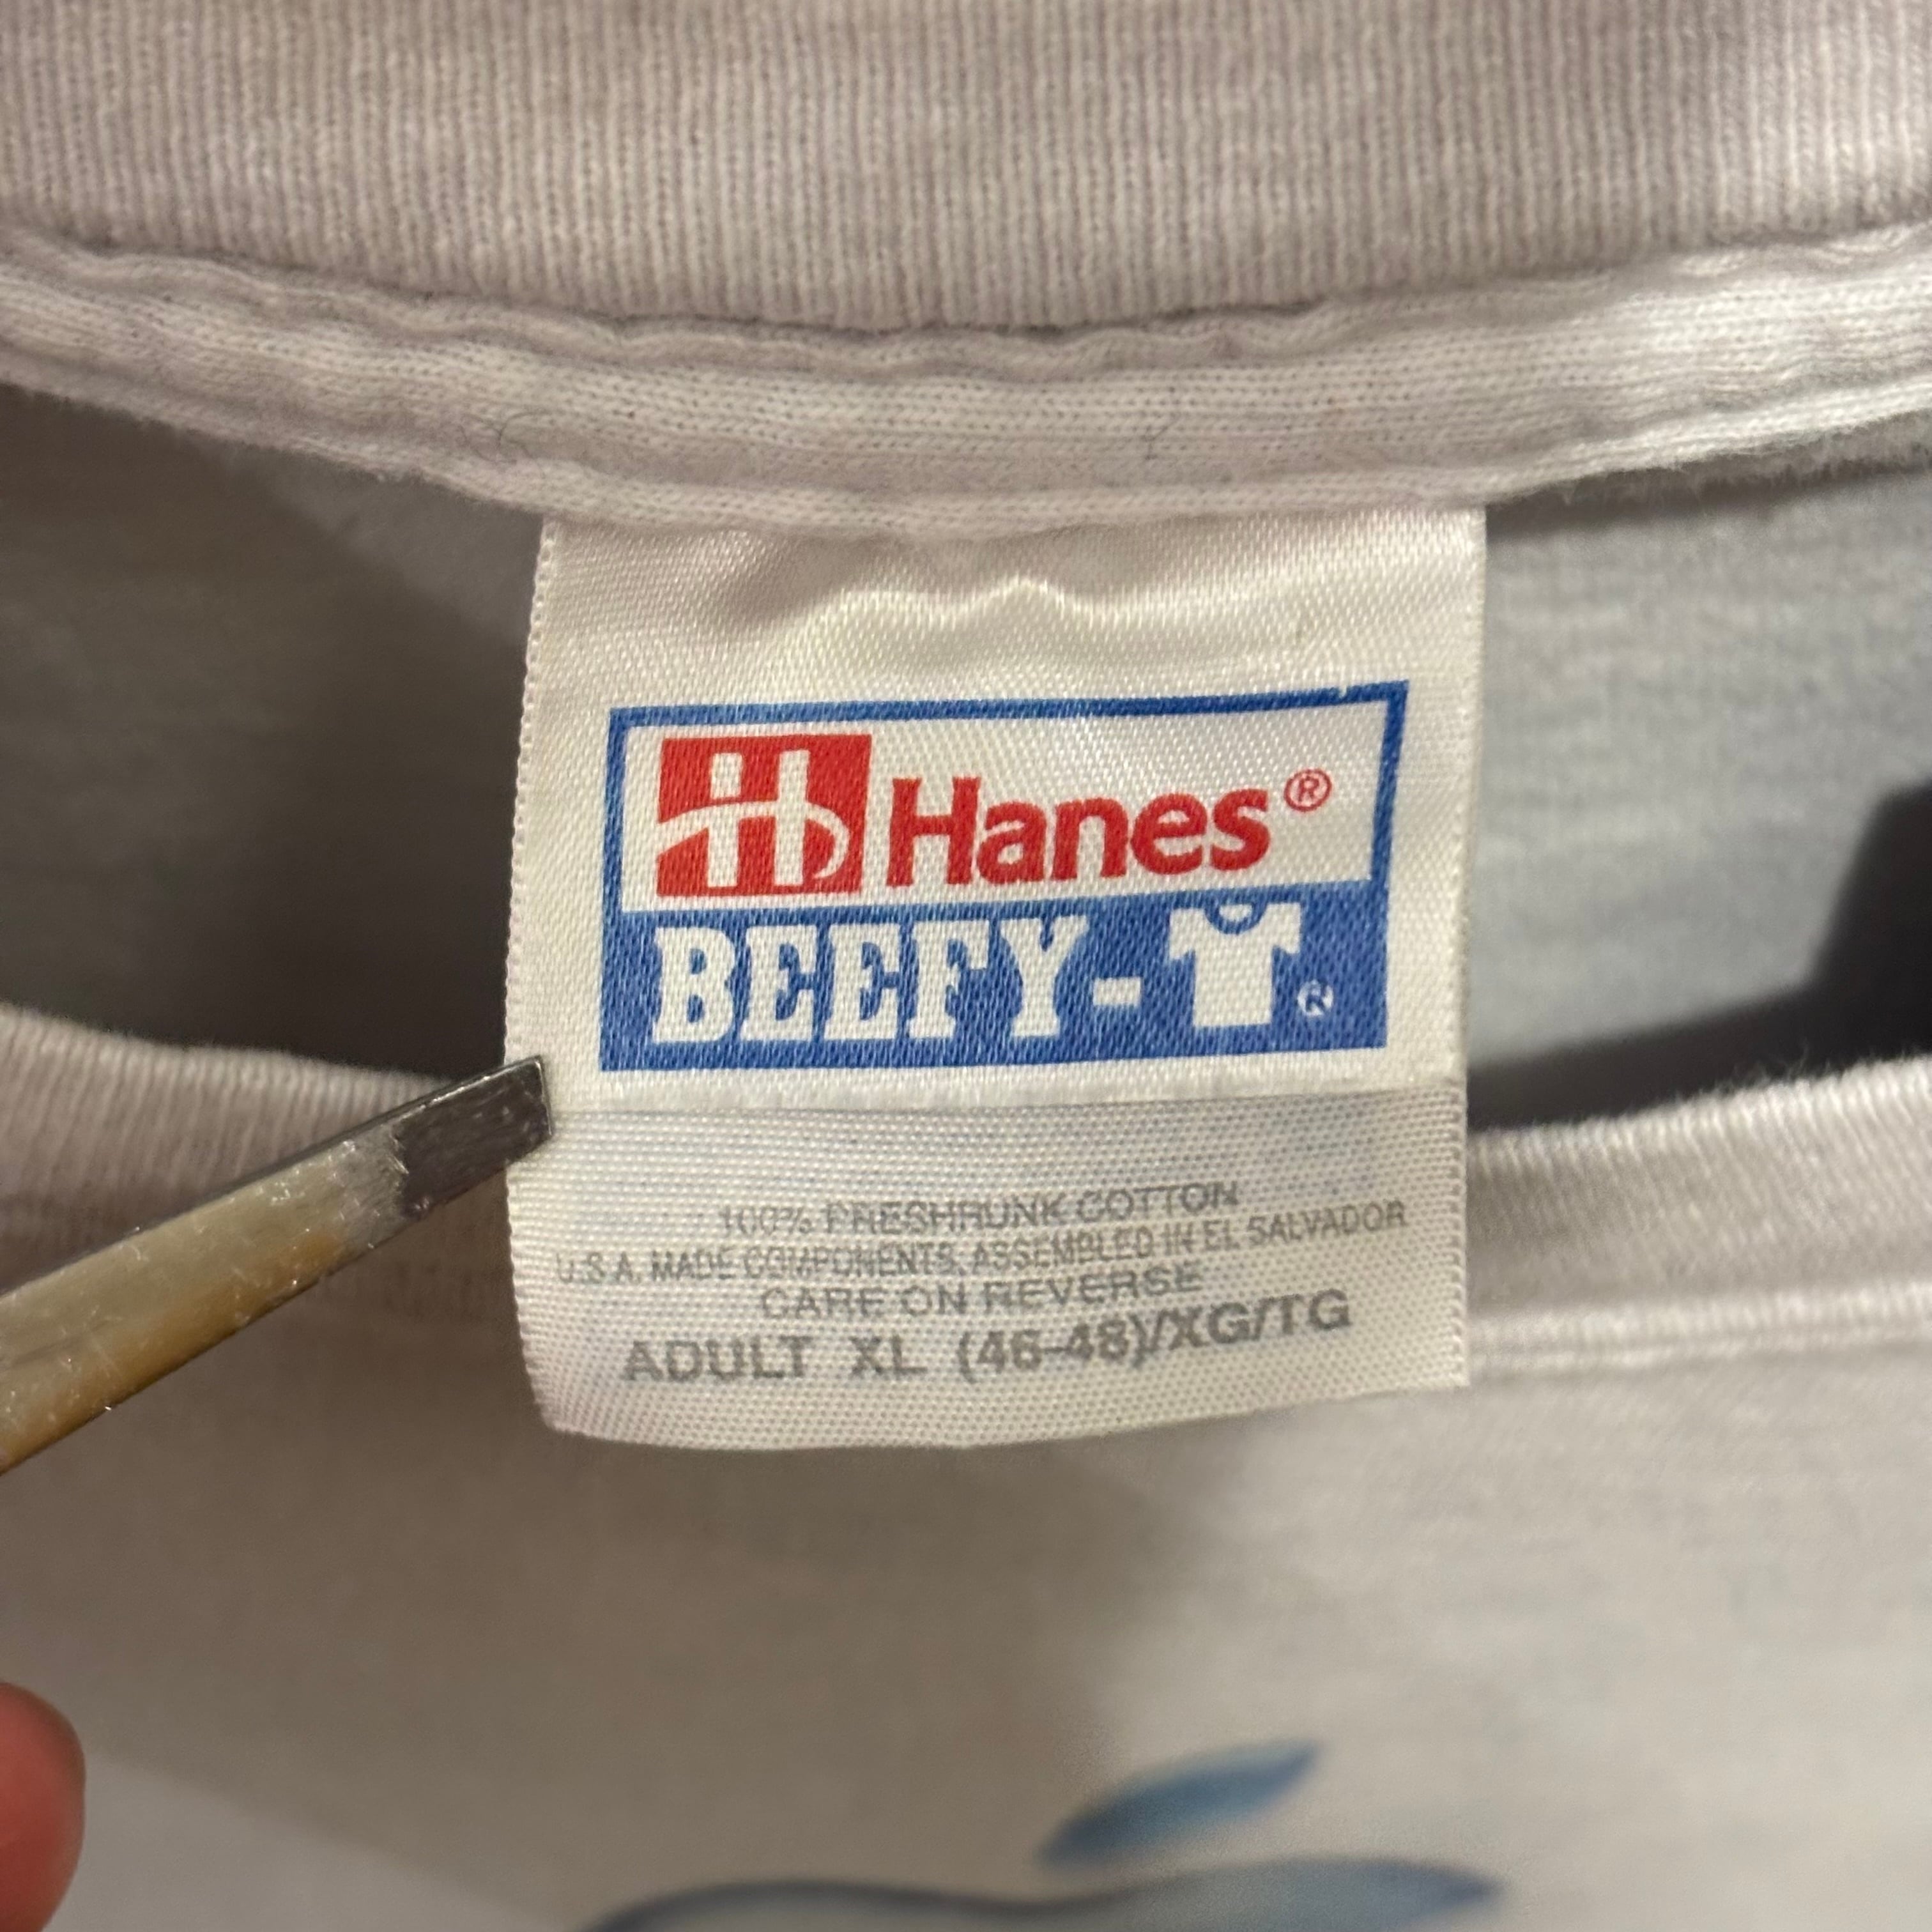 Hanes®
BEEFY-T®
100% PRESHRUNK COTTON
U.S.A. MADE COMPONENTS, ASSEMBLED IN EL SALVADOR
CARE ON REVERSE
ADULT XL (46-48)/XG/TG